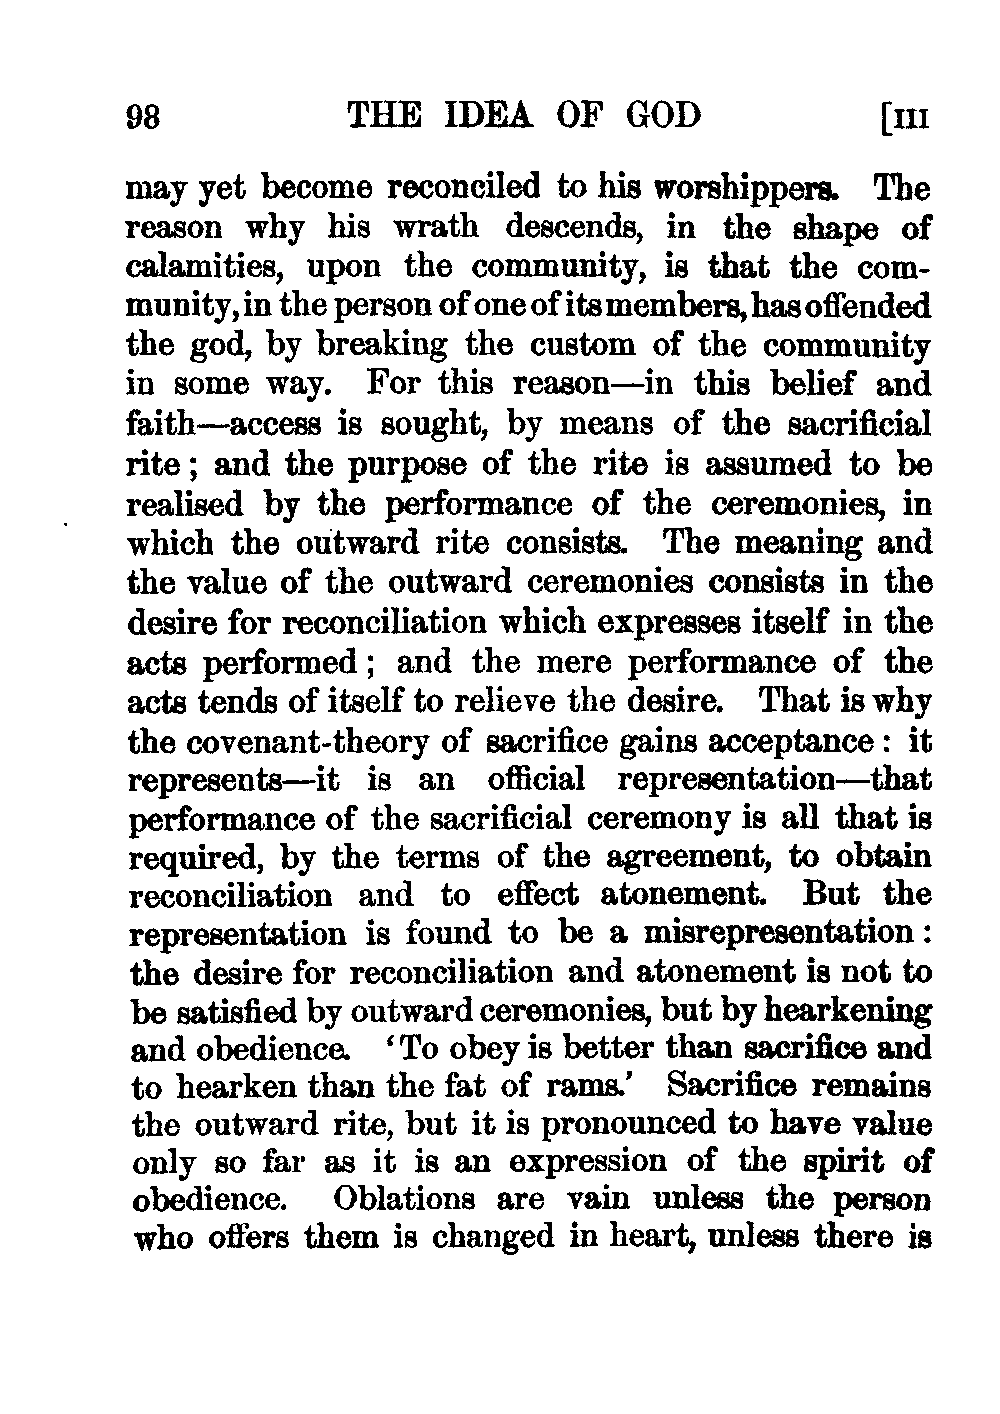 98 THE IDEA OF GOD [III
may yet become reconciled to his worshippers. The
reason why his wrath descends, in the shape of
calamities, upon the community, is that the com-
munity, in the person of one of its members, has offended
the god, by breaking the custom of the community
in some way. For this reason—in this belief and
faith—access is sought, by means of the sacrificial
rite; and the purpose of the rite is assumed to be
realised by the performance of the ceremonies, in
which the outward rite consists. The meaning and
the value of the outward ceremonies consists in the
desire for reconciliation which expresses itself in the
acts performed; and the mere performance of the
acts tends of itself to relieve the desire. That is why
the covenant-theory of sacrifice gains acceptance: it
represents—it is an official representation—that
performance of the sacrificial ceremony is all that is
required, by the terms of the agreement, to obtain
reconciliation and to effect atonement. But the
representation is found to be a misrepresentation:
the desire for reconciliation and atonement is not to
be satisfied by outward ceremonies, but by hearkening
and obedience. 'To obey is better than sacrifice and
to hearken than the fat of rams.' Sacrifice remains
the outward rite, but it is pronounced to have value
only so far as it is an expression of the spirit of
obedience. Oblations are vain unless the person
who offers them is changed in heart, unless there is